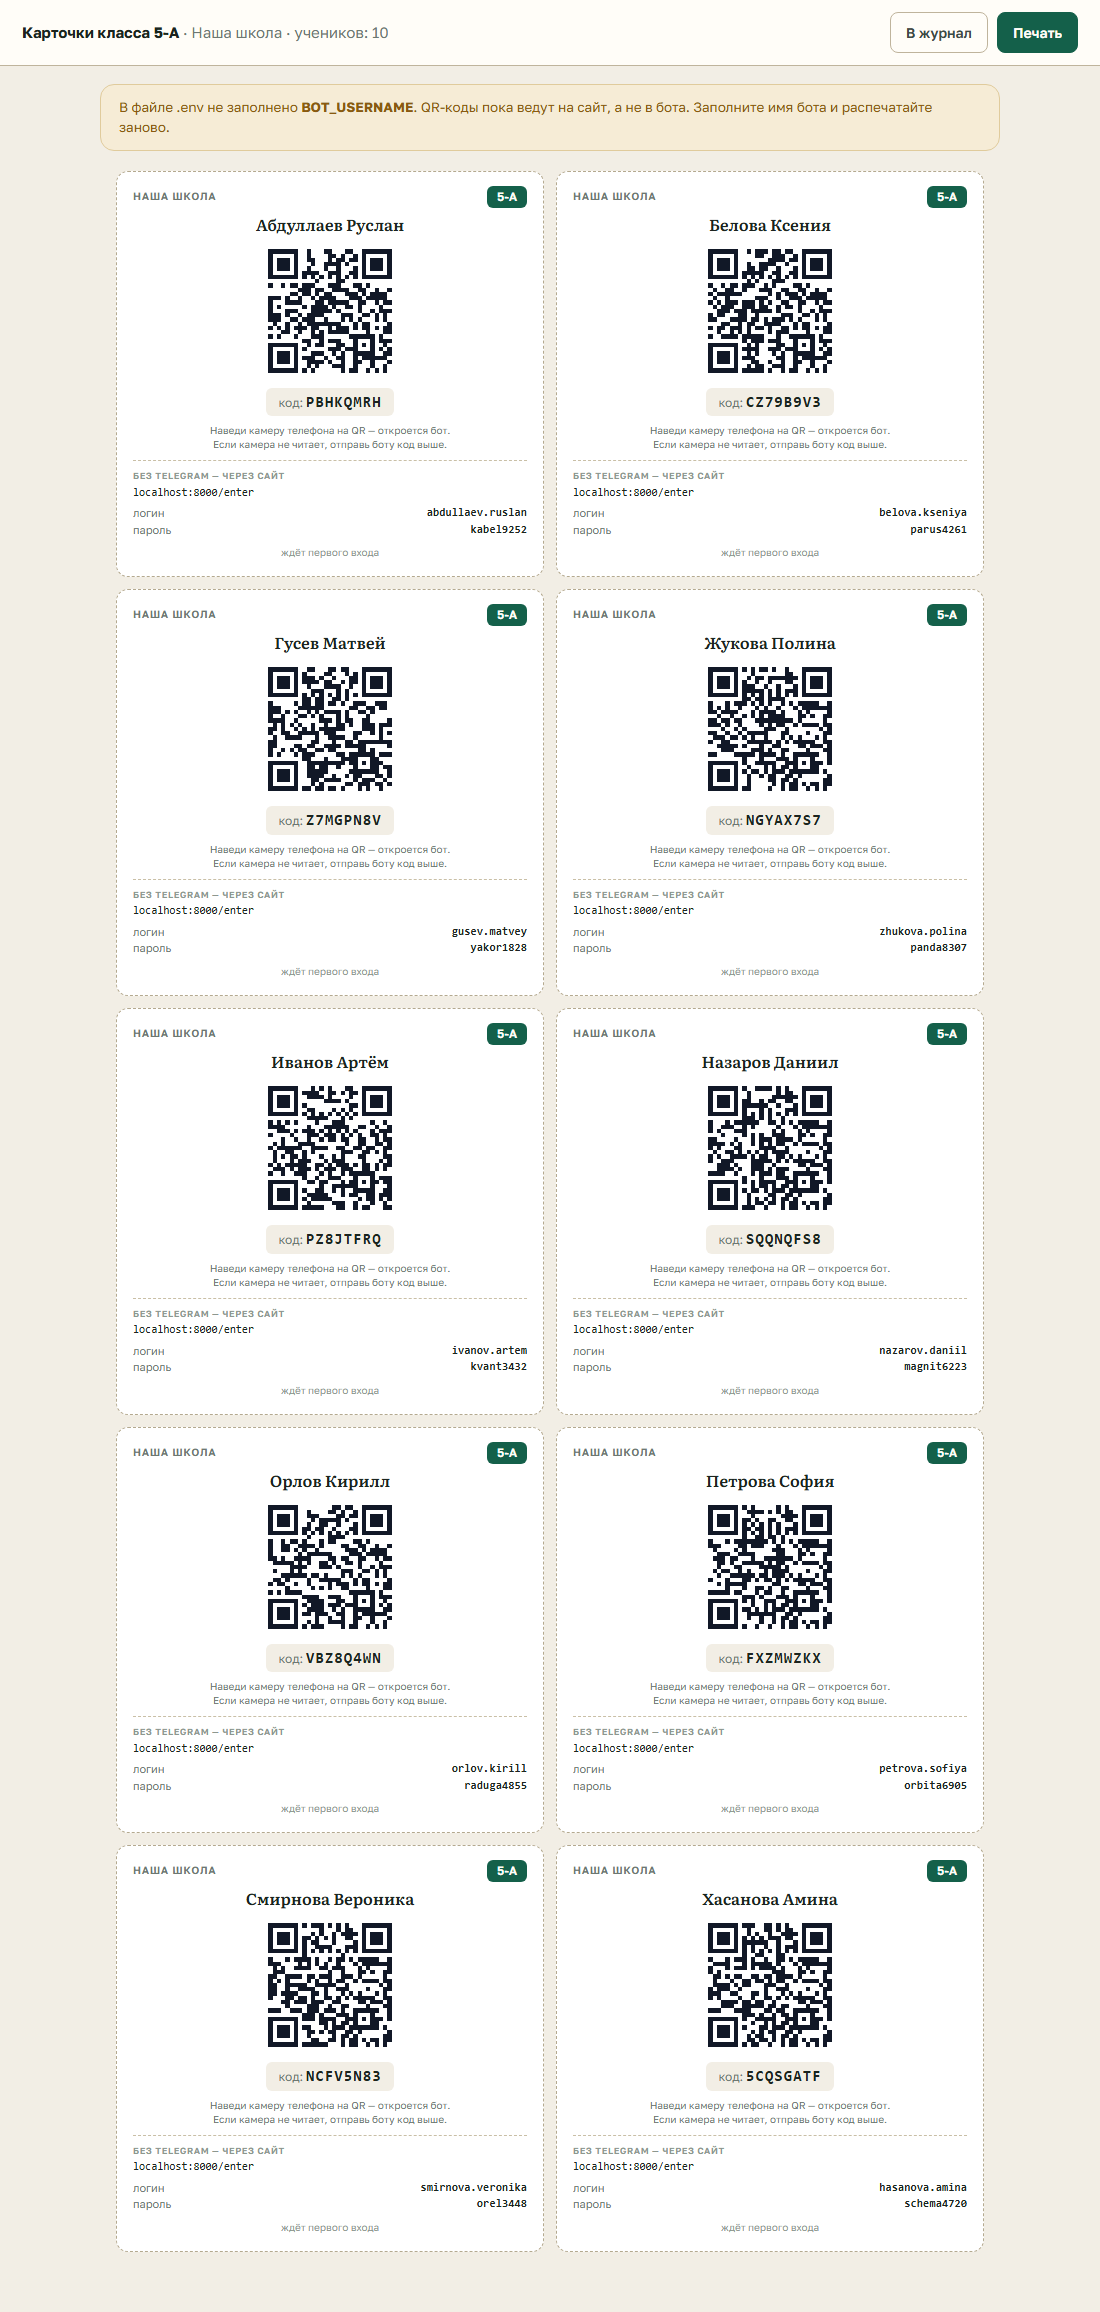 Карточки класса 5-А · Наша школа · учеников: 10
В журнал
Печать
В файле .env не заполнено BOT_USERNAME. QR-коды пока ведут на сайт, а не в бота. Заполните имя бота и распечатайте
заново.
НАША ШКОЛА
5-А
Абдуллаев Руслан
код: PBHKQMRH
Наведи камеру телефона на QR — откроется бот.
Если камера не читает, отправь боту код выше.
БЕЗ TELEGRAM — ЧЕРЕЗ САЙТ
localhost:8000/enter
логин abdullaev.ruslan
пароль kabel9252
ждёт первого входа
НАША ШКОЛА
5-А
Белова Ксения
код: CZ79B9V3
Наведи камеру телефона на QR — откроется бот.
Если камера не читает, отправь боту код выше.
БЕЗ TELEGRAM — ЧЕРЕЗ САЙТ
localhost:8000/enter
логин belova.kseniya
пароль parus4261
ждёт первого входа
НАША ШКОЛА
5-А
Гусев Матвей
код: Z7MGPN8V
Наведи камеру телефона на QR — откроется бот.
Если камера не читает, отправь боту код выше.
БЕЗ TELEGRAM — ЧЕРЕЗ САЙТ
localhost:8000/enter
логин gusev.matvey
пароль yakor1828
ждёт первого входа
НАША ШКОЛА
5-А
Жукова Полина
код: NGYAX7S7
Наведи камеру телефона на QR — откроется бот.
Если камера не читает, отправь боту код выше.
БЕЗ TELEGRAM — ЧЕРЕЗ САЙТ
localhost:8000/enter
логин zhukova.polina
пароль panda8307
ждёт первого входа
НАША ШКОЛА
5-А
Иванов Артём
код: PZ8JTFRQ
Наведи камеру телефона на QR — откроется бот.
Если камера не читает, отправь боту код выше.
БЕЗ TELEGRAM — ЧЕРЕЗ САЙТ
localhost:8000/enter
логин ivanov.artem
пароль kvant3432
ждёт первого входа
НАША ШКОЛА
5-А
Назаров Даниил
код: SQQNQFS8
Наведи камеру телефона на QR — откроется бот.
Если камера не читает, отправь боту код выше.
БЕЗ TELEGRAM — ЧЕРЕЗ САЙТ
localhost:8000/enter
логин nazarov.daniil
пароль magnit6223
ждёт первого входа
НАША ШКОЛА
5-А
Орлов Кирилл
код: VBZ8Q4WN
Наведи камеру телефона на QR — откроется бот.
Если камера не читает, отправь боту код выше.
БЕЗ TELEGRAM — ЧЕРЕЗ САЙТ
localhost:8000/enter
логин orlov.kirill
пароль raduga4855
ждёт первого входа
НАША ШКОЛА
5-А
Петрова София
код: FXZMWZKX
Наведи камеру телефона на QR — откроется бот.
Если камера не читает, отправь боту код выше.
БЕЗ TELEGRAM — ЧЕРЕЗ САЙТ
localhost:8000/enter
логин petrova.sofiya
пароль orbita6905
ждёт первого входа
НАША ШКОЛА
5-А
Смирнова Вероника
код: NCFV5N83
Наведи камеру телефона на QR — откроется бот.
Если камера не читает, отправь боту код выше.
БЕЗ TELEGRAM — ЧЕРЕЗ САЙТ
localhost:8000/enter
логин smirnova.veronika
пароль orel3448
ждёт первого входа
НАША ШКОЛА
5-А
Хасанова Амина
код: 5CQSGATF
Наведи камеру телефона на QR — откроется бот.
Если камера не читает, отправь боту код выше.
БЕЗ TELEGRAM — ЧЕРЕЗ САЙТ
localhost:8000/enter
логин hasanova.amina
пароль schema4720
ждёт первого входа